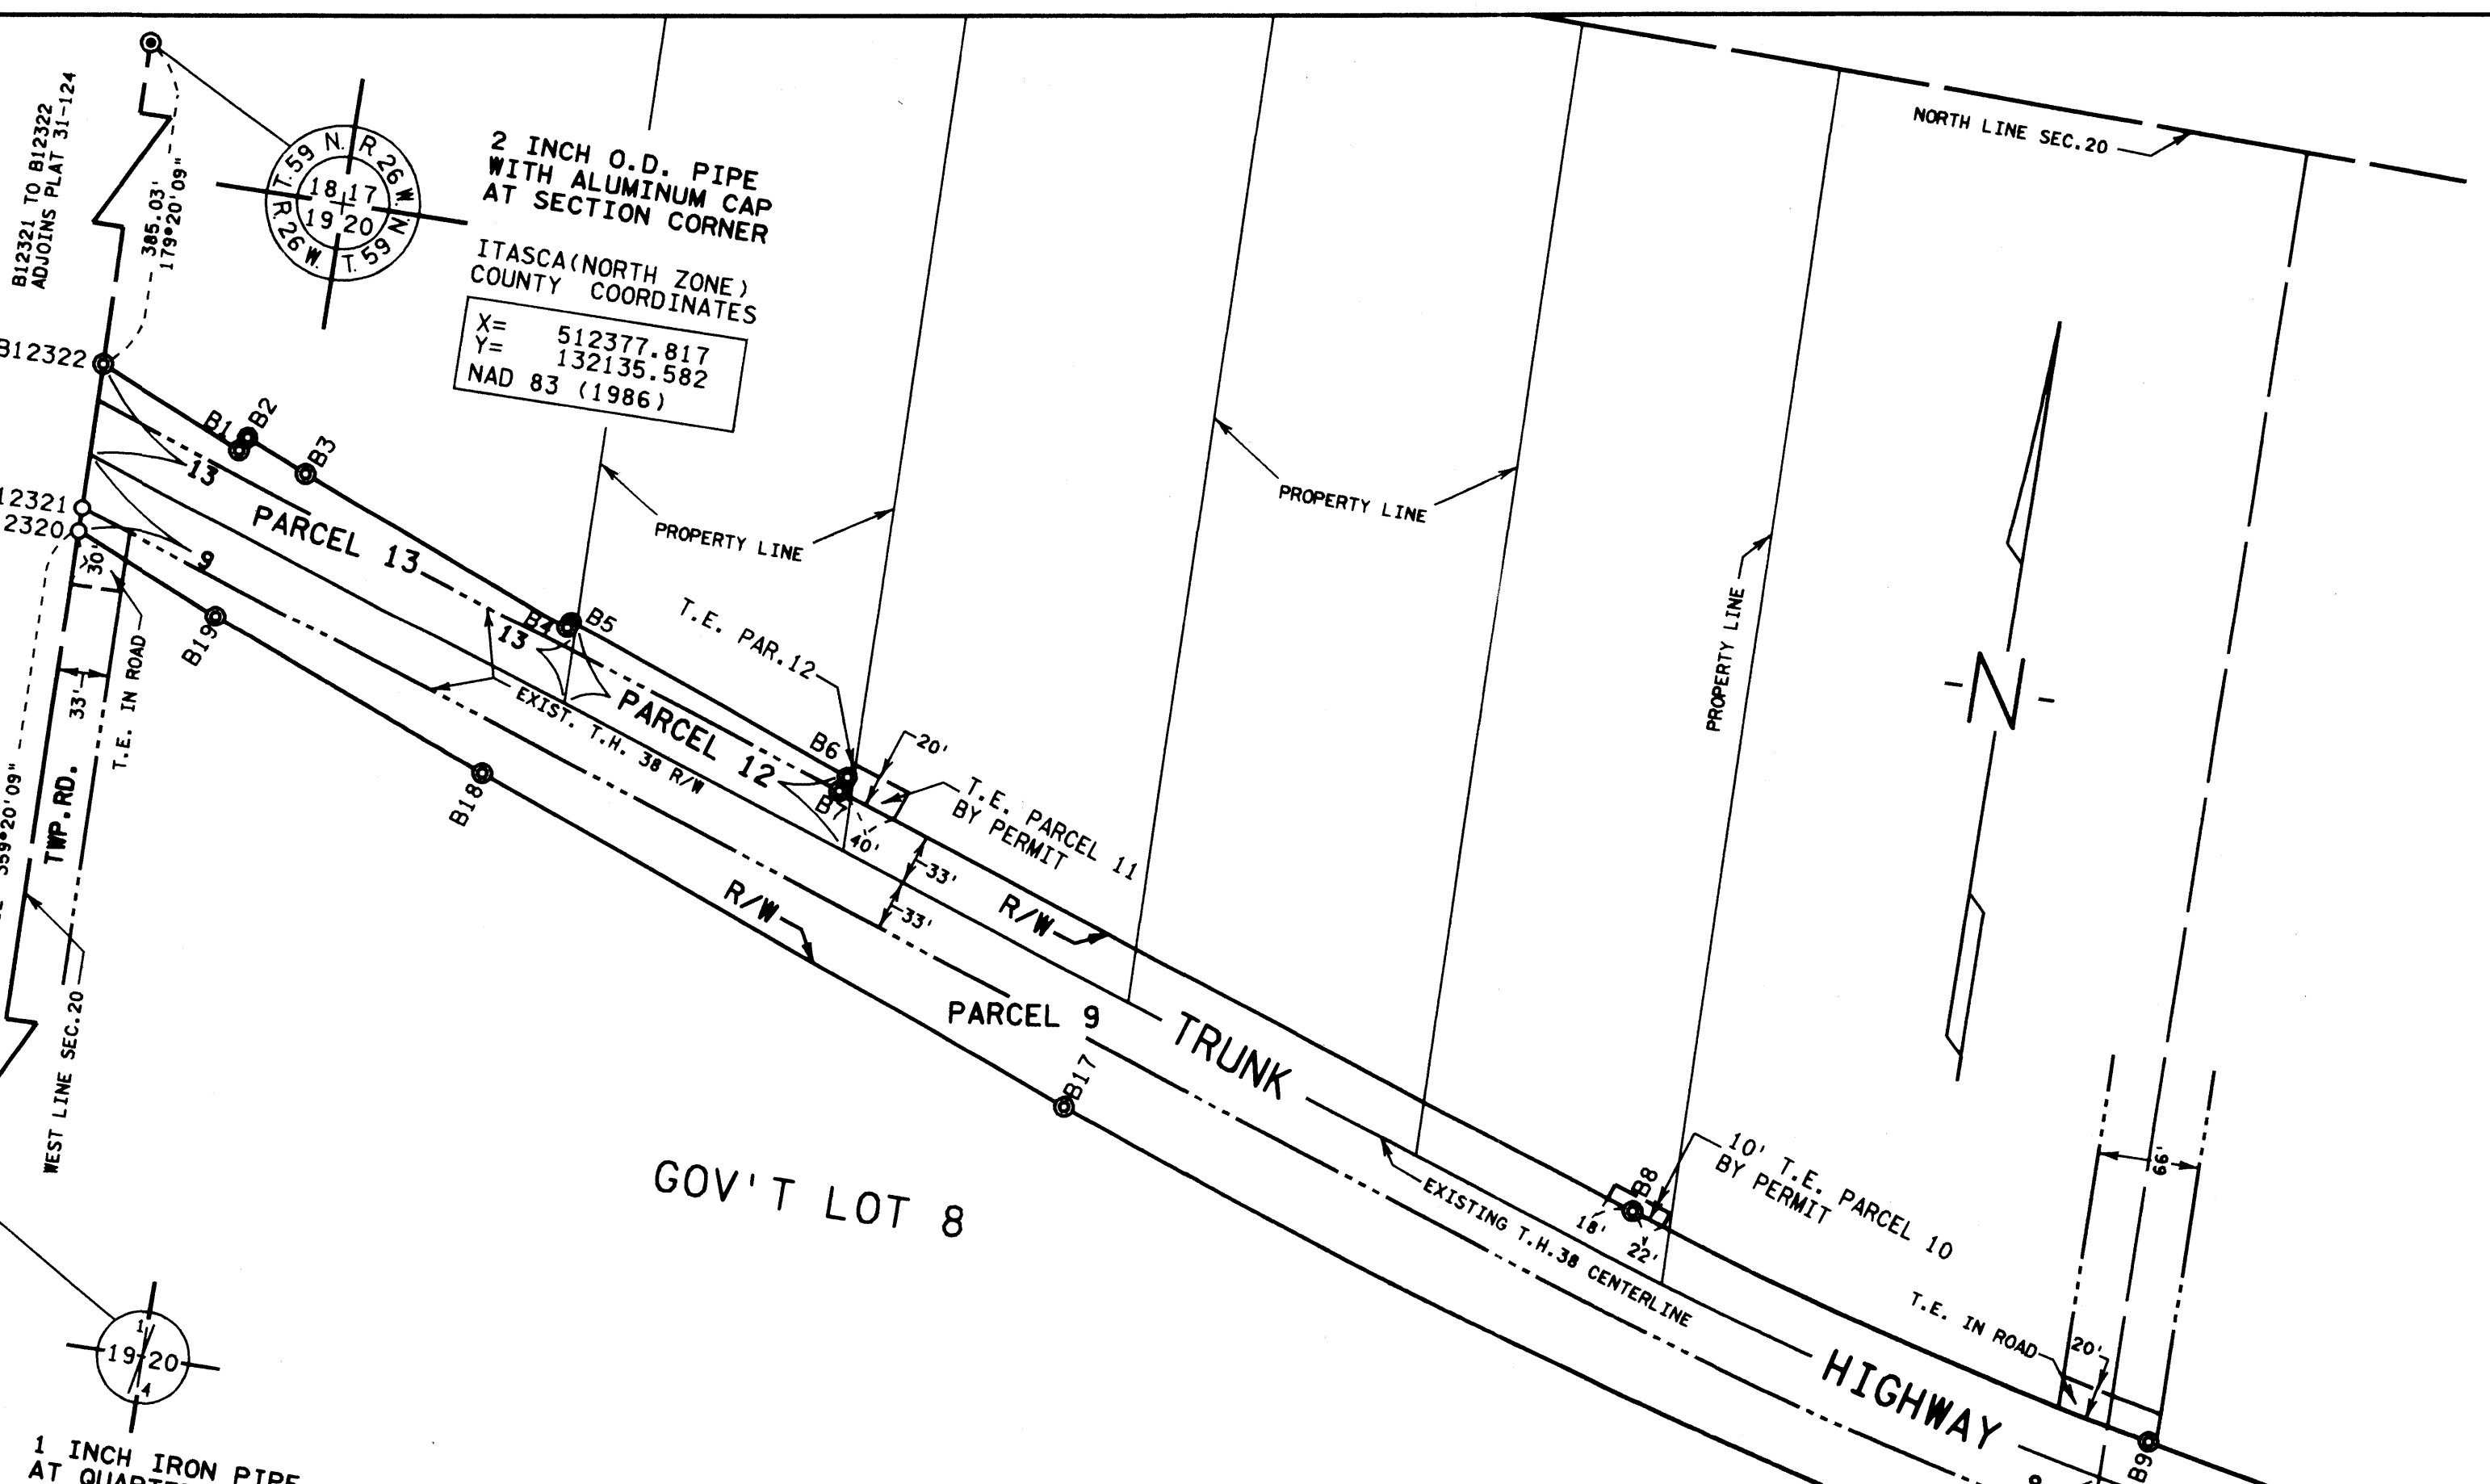 B12321 TO B12322
ADJOINS PLAT 31-124
385.03'
179°20'09"
T.59 N. R 26 W.
18 17
19 20
R.26 W. T. 59 N.
2 INCH O.D. PIPE
WITH ALUMINUM CAP
AT SECTION CORNER
ITASCA(NORTH ZONE)
COUNTY COORDINATES
X= 512377.817
Y= 132135.582
NAD 83 (1986)
NORTH LINE SEC.20
B12322
B1
B2
B3
13
12321
2320
PARCEL 13
9
30'
B19
T.E. IN ROAD
33'
TWP.RD.
359°20'09"
WEST LINE SEC.20
PROPERTY LINE
PROPERTY LINE
PROPERTY LINE
B4
B5
13
T.E. PAR.12
EXIST. T.H. 38 R/W
PARCEL 12
B6
B7
20'
40'
T.E. PARCEL 11
BY PERMIT
B18
R/W
33'
33'
R/W
PARCEL 9
TRUNK
B17
N
GOV'T LOT 8
EXISTING T.H.38 CENTERLINE
B8
18'
22'
10' T.E. PARCEL 10
BY PERMIT
66'
T.E. IN ROAD
20'
HIGHWAY
B9
1
19 20
4
1 INCH IRON PIPE